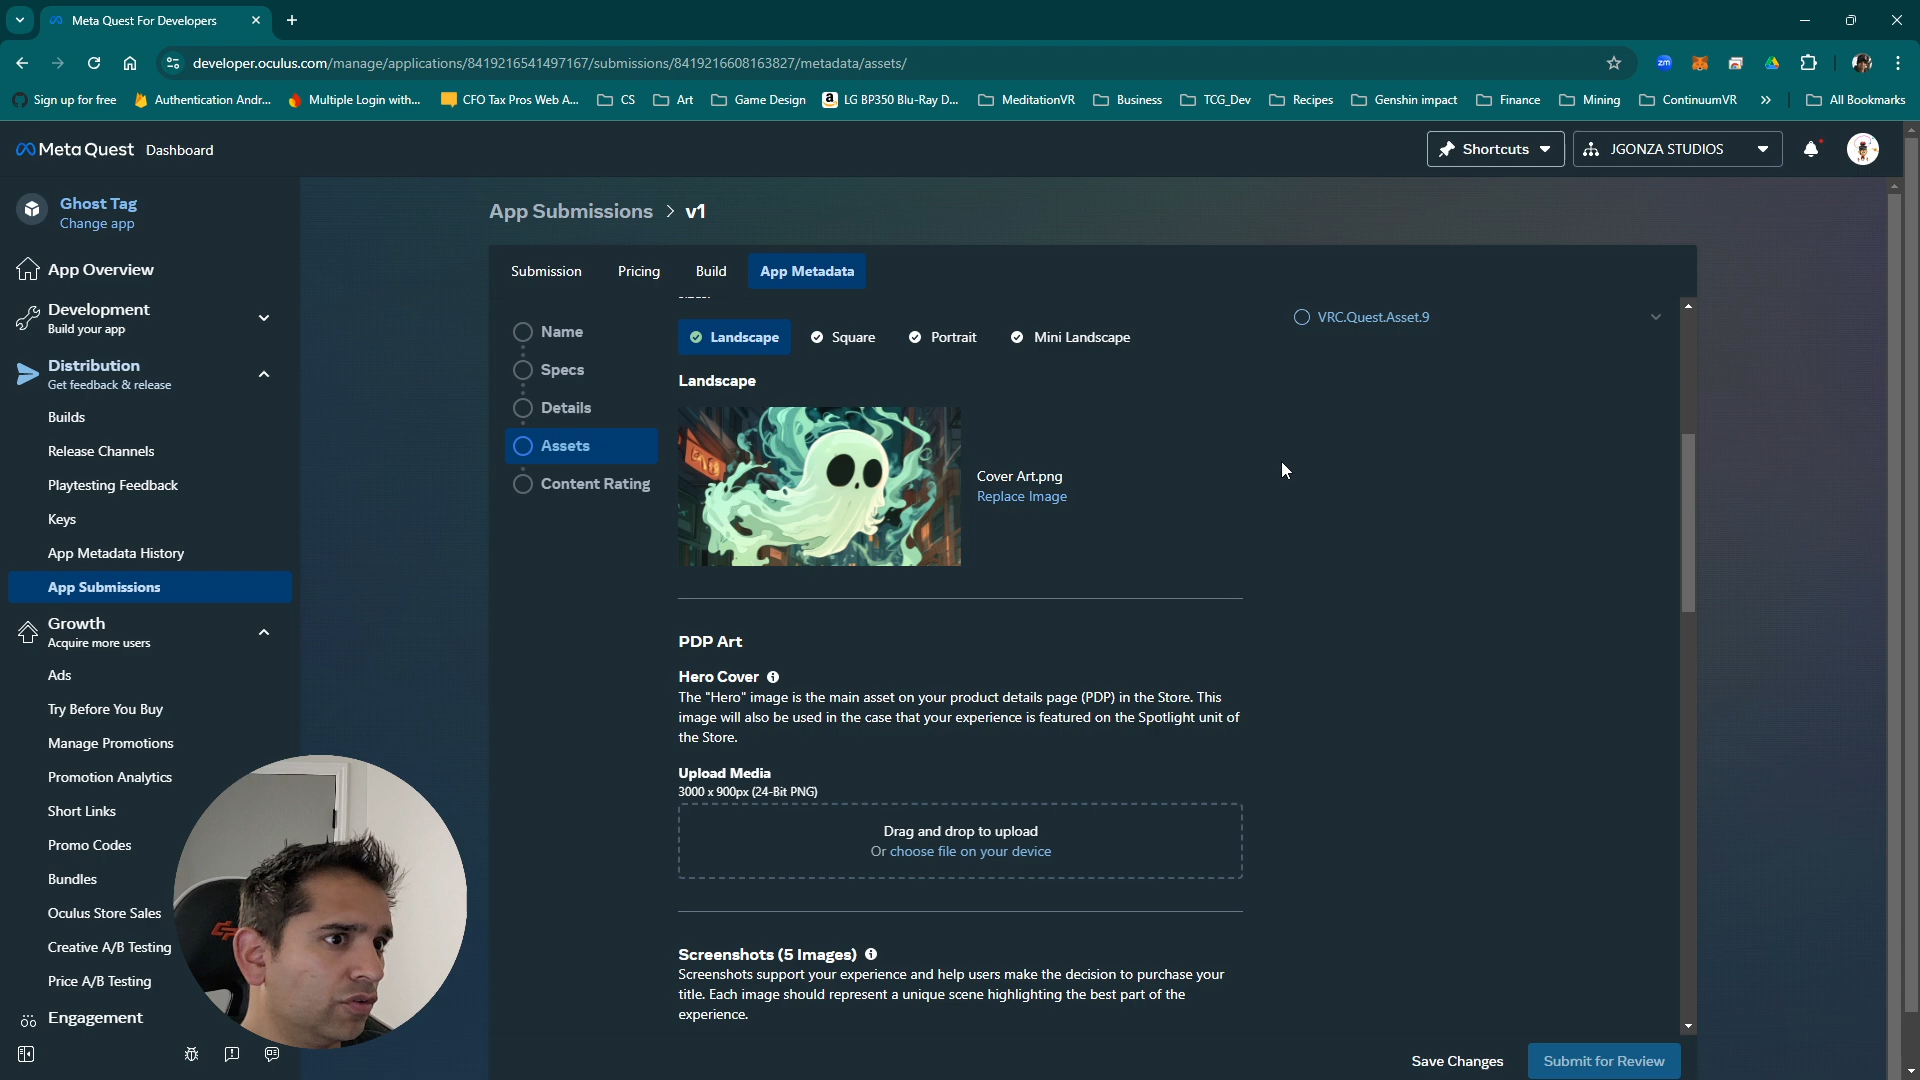 Meta Quest For Developers
developer.oculus.com/manage/applications/8419216541497167/submissions/8419216608163827/metadata/assets/
zm
Sign up for free
Authentication Andr...
Multiple Login with...
CFO Tax Pros Web A...
CS
Art
Game Design
LG BP350 Blu-Ray D...
MeditationVR
Business
TCG_Dev
Recipes
Genshin impact
Finance
Mining
ContinuumVR
»
All Bookmarks
Meta Quest
Dashboard
Shortcuts
JGONZA STUDIOS
Ghost Tag
Change app
App Overview
Development
Build your app
Distribution
Get feedback & release
Builds
Release Channels
Playtesting Feedback
Keys
App Metadata History
App Submissions
Growth
Acquire more users
Ads
Try Before You Buy
Manage Promotions
Promotion Analytics
Short Links
Promo Codes
Bundles
Oculus Store Sales
Creative A/B Testing
Price A/B Testing
Engagement
App Submissions > v1
Submission
Pricing
Build
App Metadata
Name
Specs
Details
Assets
Content Rating
Landscape
Square
Portrait
Mini Landscape
VRC.Quest.Asset.9
Landscape
Cover Art.png
Replace Image
PDP Art
Hero Cover
The "Hero" image is the main asset on your product details page (PDP) in the Store. This
image will also be used in the case that your experience is featured on the Spotlight unit of
the Store.
Upload Media
3000 x 900px (24-Bit PNG)
Drag and drop to upload
Or choose file on your device
Screenshots (5 Images)
Screenshots support your experience and help users make the decision to purchase your
title. Each image should represent a unique scene highlighting the best part of the
experience.
Save Changes
Submit for Review